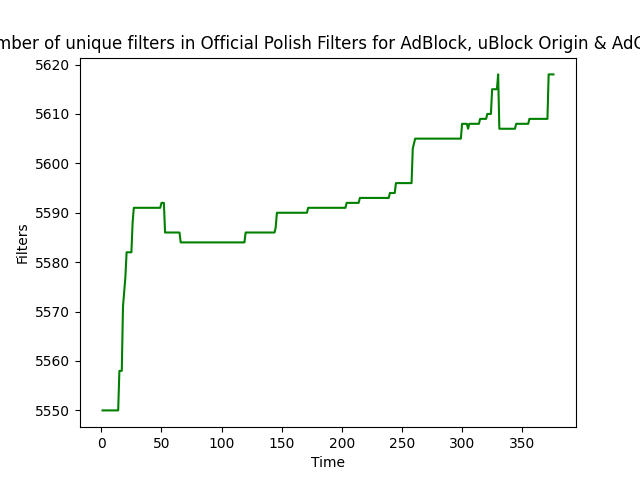 mber of unique filters in Official Polish Filters for AdBlock, uBlock Origin & AdG
5620
5610
5600
5590
5580
5570
5560
5550
Filters
0 50 100 150 200 250 300 350
Time